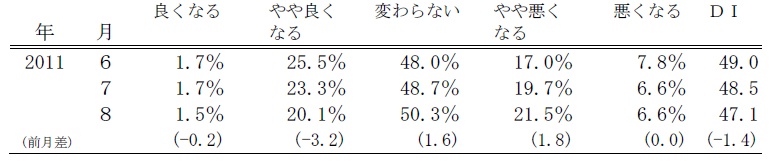 良くなる やや良くなる 変わらない やや悪くなる 悪くなる ＤＩ
年 月
2011 6 1.7% 25.5% 48.0% 17.0% 7.8% 49.0
7 1.7% 23.3% 48.7% 19.7% 6.6% 48.5
8 1.5% 20.1% 50.3% 21.5% 6.6% 47.1
(前月差) (-0.2) (-3.2) (1.6) (1.8) (0.0) (-1.4)